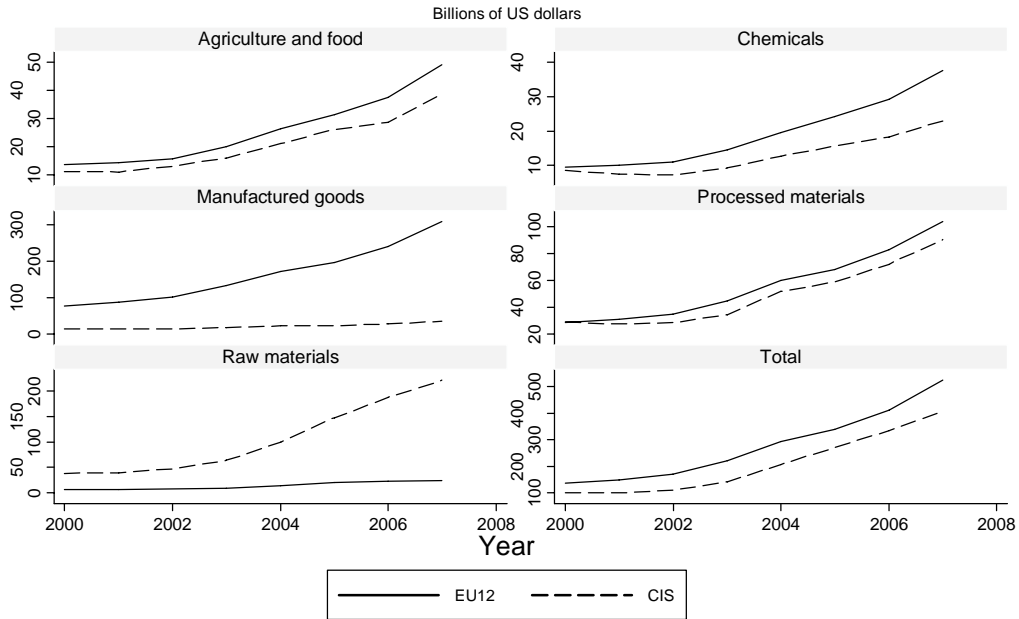 Billions of US dollars
Agriculture and food
Chemicals
50
40
30
20
10
40
30
20
10
Manufactured goods
Processed materials
300
200
100
0
100
80
60
40
20
Raw materials
Total
200
150
100
50
0
500
400
300
200
100
2000 2002 2004 2006 2008
2000 2002 2004 2006 2008
Year
EU12 CIS